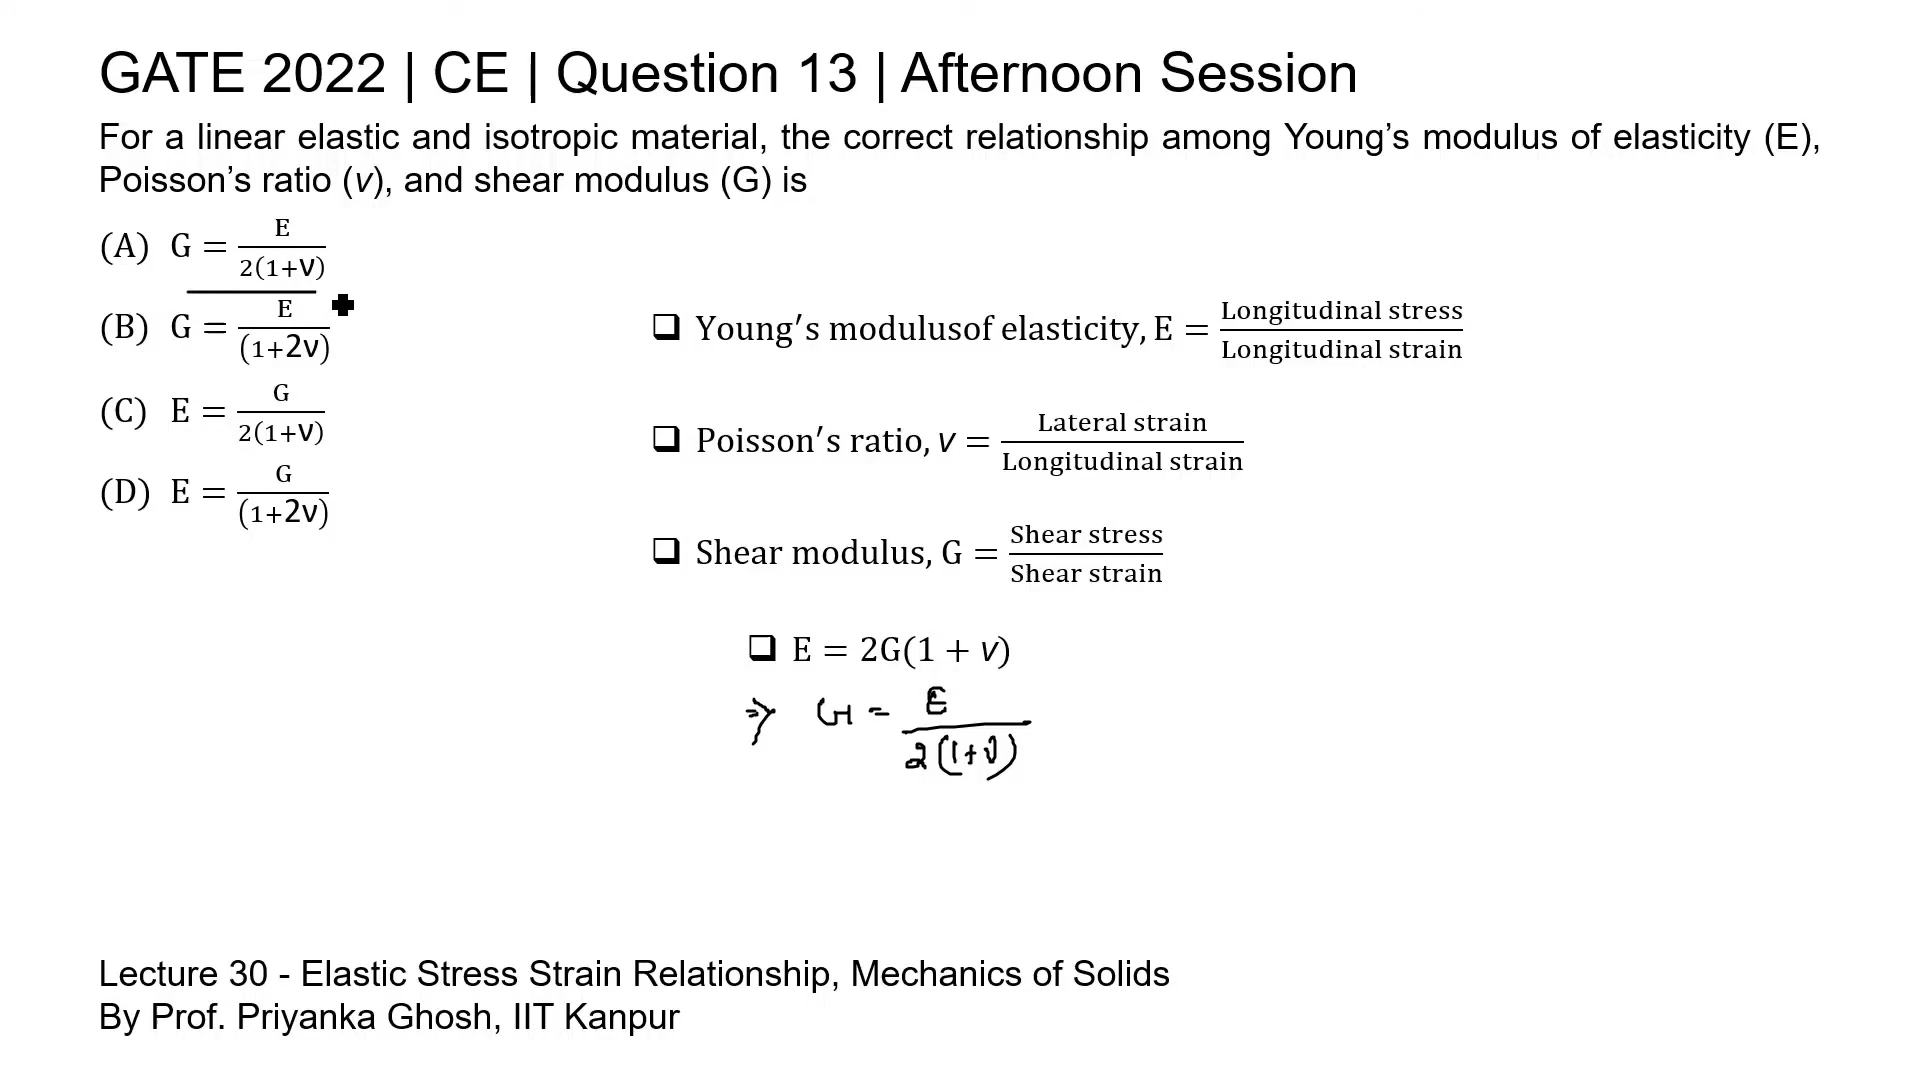 GATE 2022 | CE | Question 13 | Afternoon Session
For a linear elastic and isotropic material, the correct relationship among Young’s modulus of elasticity (E),
Poisson’s ratio (v), and shear modulus (G) is
(A) G = E / 2(1+ν)
(B) G = E / (1+2ν)
(C) E = G / 2(1+ν)
(D) E = G / (1+2ν)
❑ Young′s modulusof elasticity, E = Longitudinal stress / Longitudinal strain
❑ Poisson′s ratio, v = Lateral strain / Longitudinal strain
❑ Shear modulus, G = Shear stress / Shear strain
❑ E = 2G(1 + v)
⇒ G = E / 2(1+ν)
Lecture 30 - Elastic Stress Strain Relationship, Mechanics of Solids
By Prof. Priyanka Ghosh, IIT Kanpur